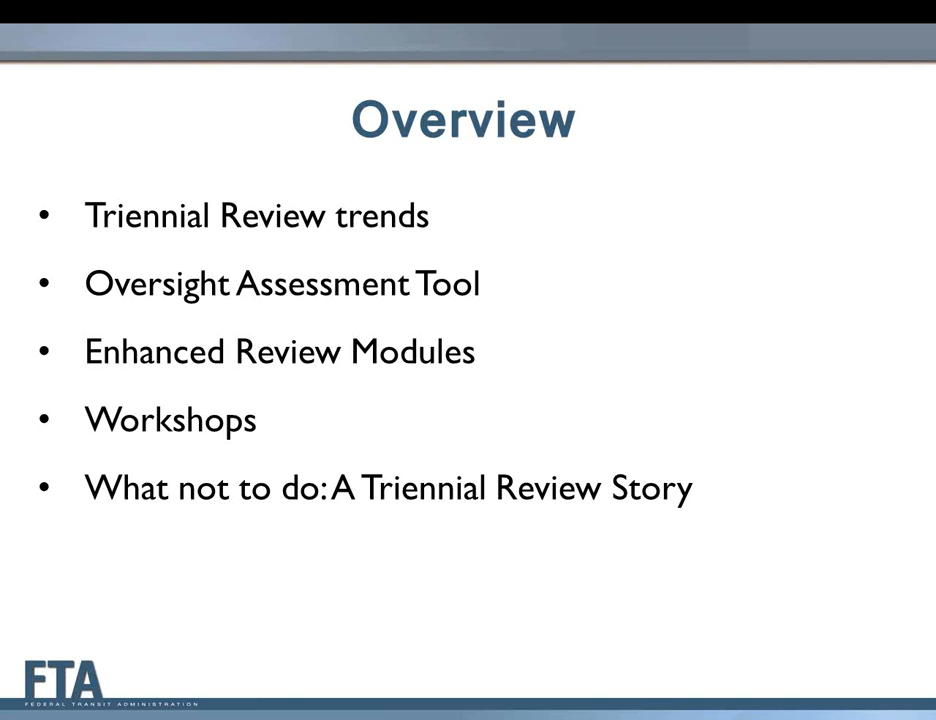 Overview
• Triennial Review trends
• Oversight Assessment Tool
• Enhanced Review Modules
• Workshops
• What not to do: A Triennial Review Story
FTA
FEDERAL TRANSIT ADMINISTRATION